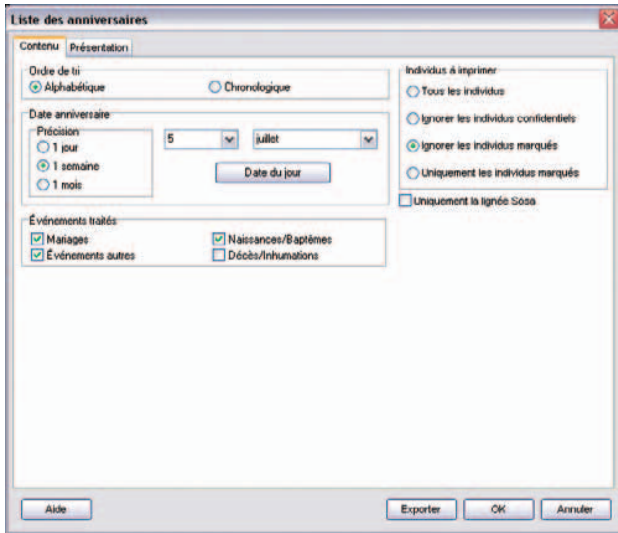 Liste des anniversaires
Contenu Présentation
Ordre de tri
Alphabétique Chronologique
Date anniversaire
Précision
1 jour
1 semaine
1 mois
5 juillet
Date du jour
Événements traités
Mariages Naissances/Baptêmes
Événements autres Décès/Inhumations
Individus à imprimer
Tous les individus
Ignorer les individus confidentiels
Ignorer les individus marqués
Uniquement les individus marqués
Uniquement la lignée Sosa
Aide Exporter OK Annuler